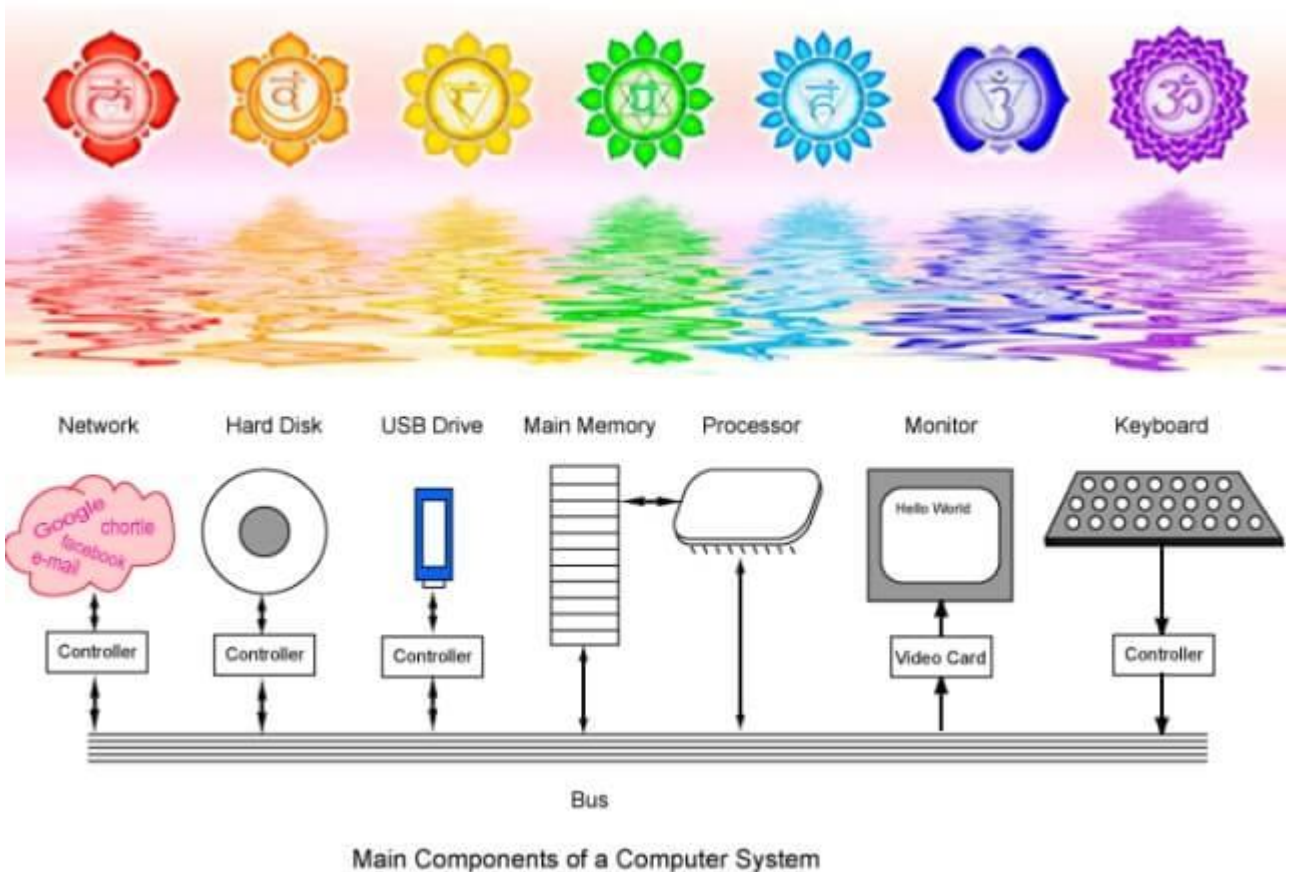 लं वं रं यं हं ॐ ॐ
Network Hard Disk USB Drive Main Memory Processor Monitor Keyboard
Google
chortle
facebook
e-mail
Hello World
Controller Controller Controller Video Card Controller
Bus
Main Components of a Computer System